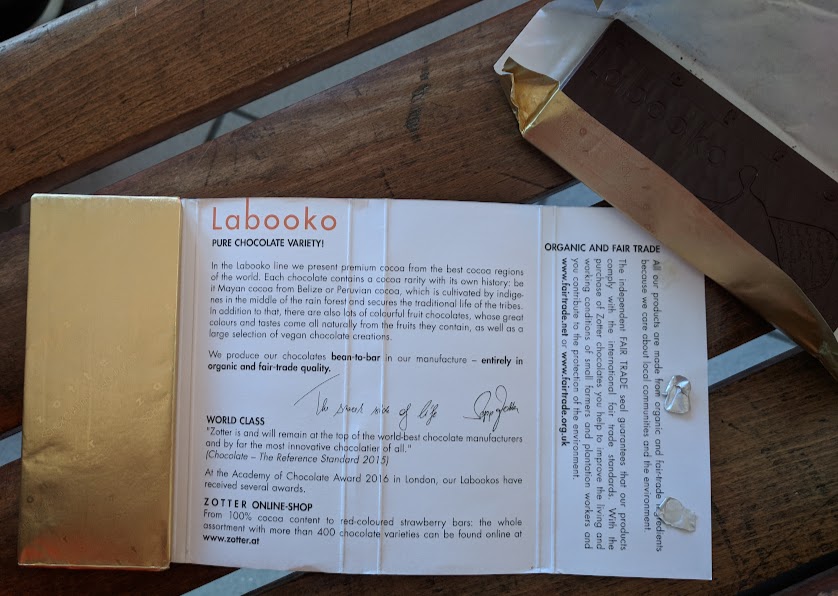 Labooko
PURE CHOCOLATE VARIETY!
In the Labooko line we present premium cocoa from the best cocoa regions
of the world. Each chocolate contains a cocoa rarity with its own history: be
it Mayan cocoa from Belize or Peruvian cocoa, which is cultivated by indige-
nes in the middle of the rain forest and secures the traditional life of the tribes.
In addition to that, there are also lots of colourful fruit chocolates, whose great
colours and tastes come all naturally from the fruits they contain, as well as a
large selection of vegan chocolate creations.
We produce our chocolates bean-to-bar in our manufacture – entirely in
organic and fair-trade quality.
The sweet side of life
WORLD CLASS
"Zotter is and will remain at the top of the world-best chocolate manufacturers
and by far the most innovative chocolatier of all."
(Chocolate – The Reference Standard 2015)
At the Academy of Chocolate Award 2016 in London, our Labookos have
received several awards.
ZOTTER ONLINE-SHOP
From 100% cocoa content to red-coloured strawberry bars: the whole
assortment with more than 400 chocolate varieties can be found online at
www.zotter.at
ORGANIC AND FAIR TRADE
All our products are made from organic and fair-trade ingredients
because we care about local communities and the environment.
The independent FAIR TRADE seal guarantees that our products
comply with the international fair trade standards. With the
purchase of Zotter chocolates you help to improve the living and
working conditions of small farmers and plantation workers and
you contribute to the protection of the environment.
www.fairtrade.net or www.fairtrade.org.uk
Labooko